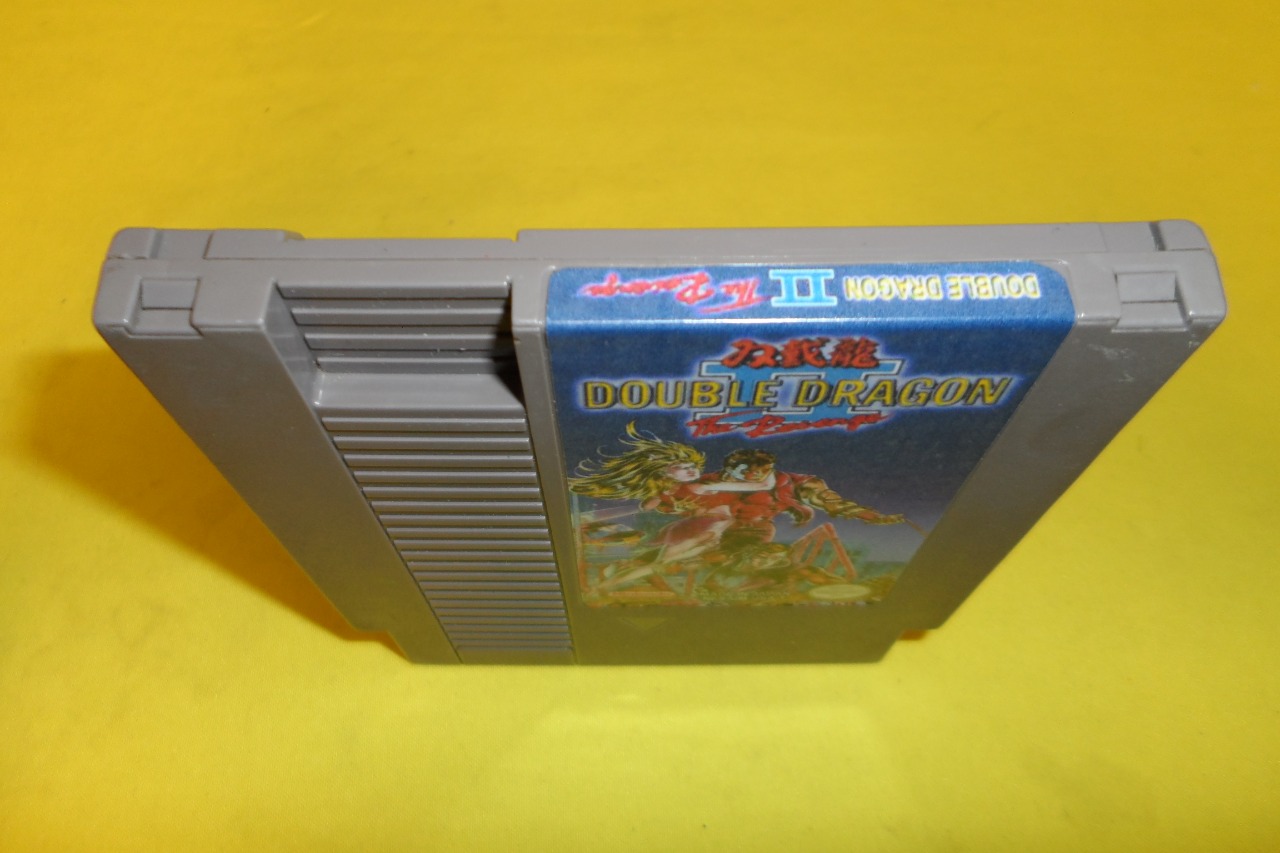 DOUBLE DRAGON II The Revenge
双截龍
DOUBLE DRAGON
II
The Revenge